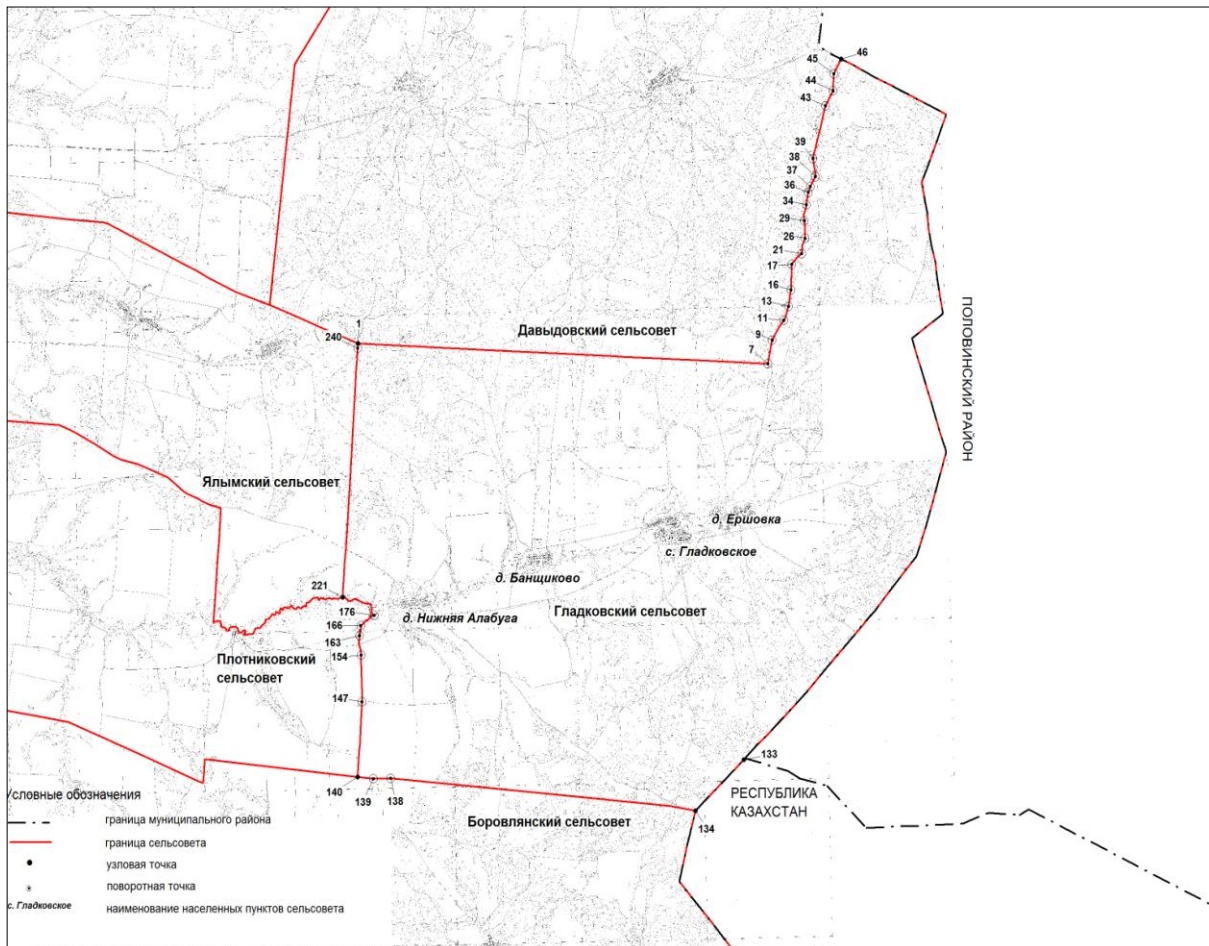 46
45
44
43
39
38
37
36
34
29
26
21
17
16
13
11
9
7
1
240
Давыдовский сельсовет
ПОЛОВИНСКИЙ РАЙОН
Ялымский сельсовет
д. Ершовка
с. Гладковское
д. Банщиково
Гладковский сельсовет
221
176
д. Нижняя Алабуга
166
163
154
Плотниковский
сельсовет
147
133
РЕСПУБЛИКА
КАЗАХСТАН
140
139
138
134
Боровлянский сельсовет
Условные обозначения
граница муниципального района
граница сельсовета
узловая точка
поворотная точка
с. Гладковское
наименование населенных пунктов сельсовета